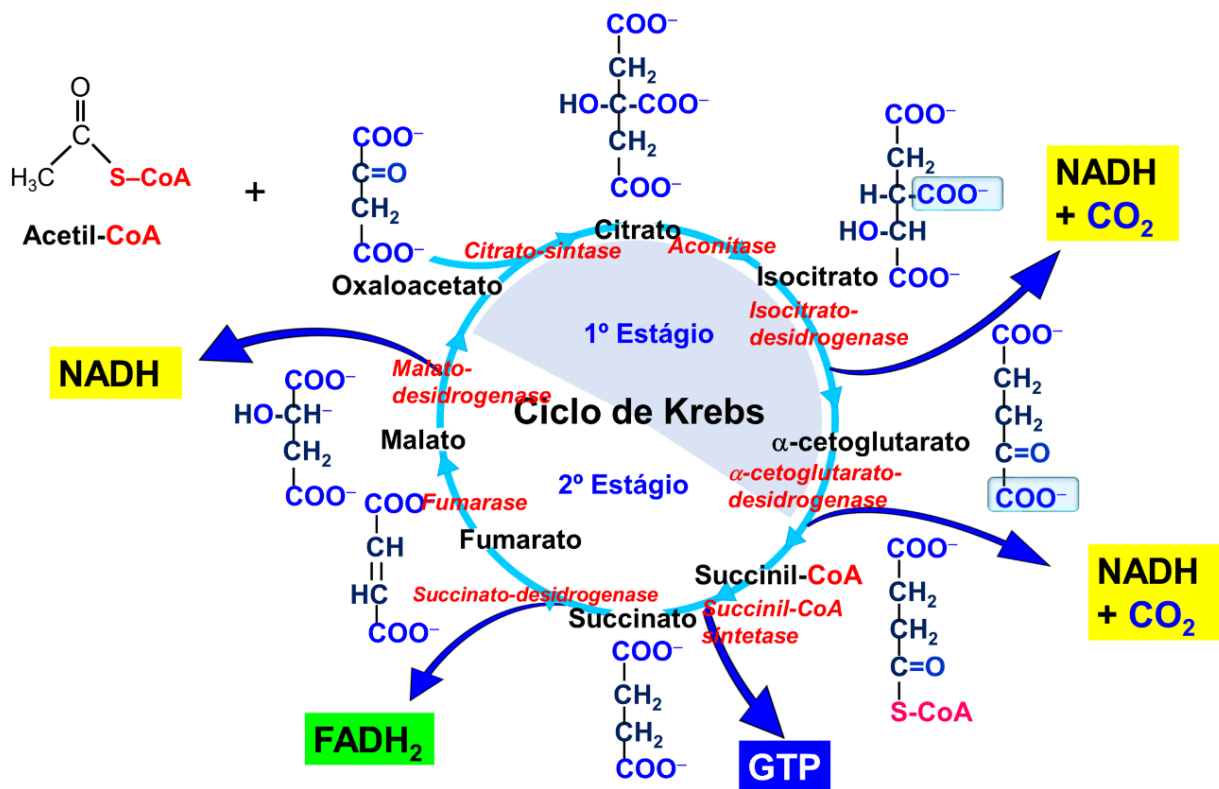 O
C
H₃C
S–CoA
Acetil-CoA
+
COO⁻
C=O
CH₂
COO⁻
Oxaloacetato
Citrato-sintase
COO⁻
CH₂
HO-C-COO⁻
CH₂
COO⁻
Citrato
Aconitase
COO⁻
CH₂
H-C-COO⁻
HO-CH
COO⁻
Isocitrato
Isocitrato-
desidrogenase
NADH
+ CO₂
1º Estágio
Ciclo de Krebs
2º Estágio
COO⁻
CH₂
CH₂
C=O
COO⁻
α-cetoglutarato
α-cetoglutarato-
desidrogenase
NADH
+ CO₂
COO⁻
CH₂
CH₂
C=O
S-CoA
Succinil-CoA
Succinil-CoA
sintetase
GTP
Succinato
COO⁻
CH₂
CH₂
COO⁻
Succinato-desidrogenase
FADH₂
Fumarato
COO
CH
HC
COO⁻
Fumarase
Malato
COO⁻
HO-CH⁻
CH₂
COO⁻
Malato-
desidrogenase
NADH